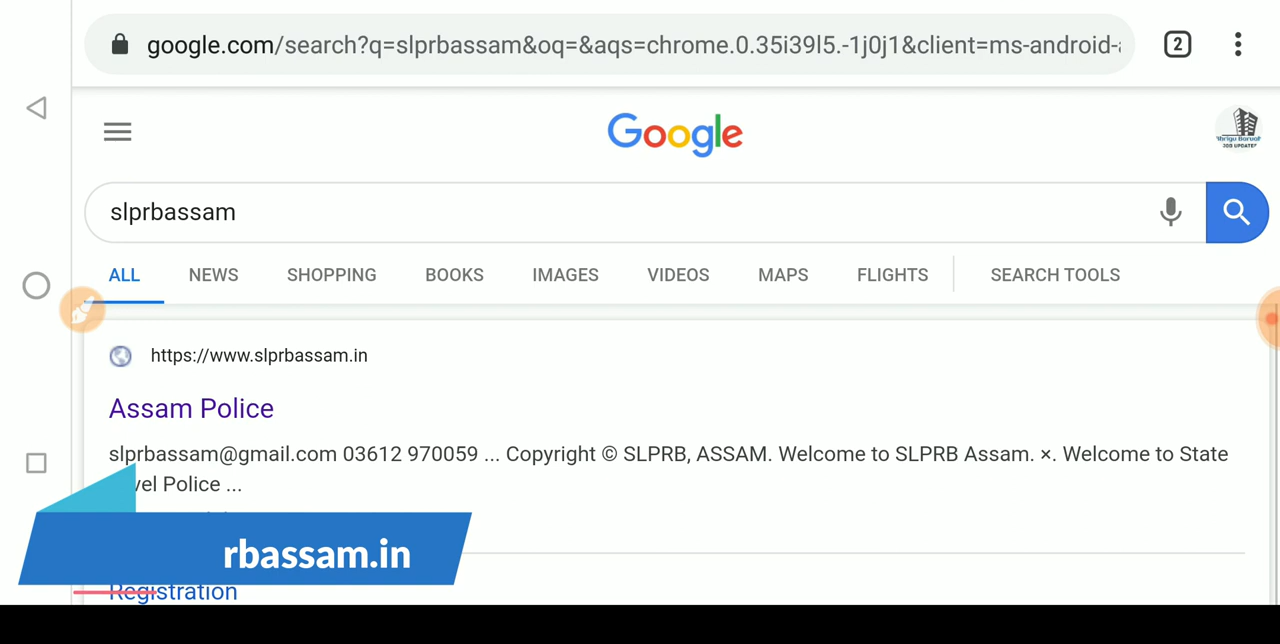 google.com/search?q=slprbassam&oq=&aqs=chrome.0.35i39l5.-1j0j1&client=ms-android-
2
Google
JOB UPDATE
slprbassam
ALL NEWS SHOPPING BOOKS IMAGES VIDEOS MAPS FLIGHTS SEARCH TOOLS
https://www.slprbassam.in
Assam Police
slprbassam@gmail.com 03612 970059 ... Copyright © SLPRB, ASSAM. Welcome to SLPRB Assam. ×. Welcome to State
vel Police ...
rbassam.in
Registration